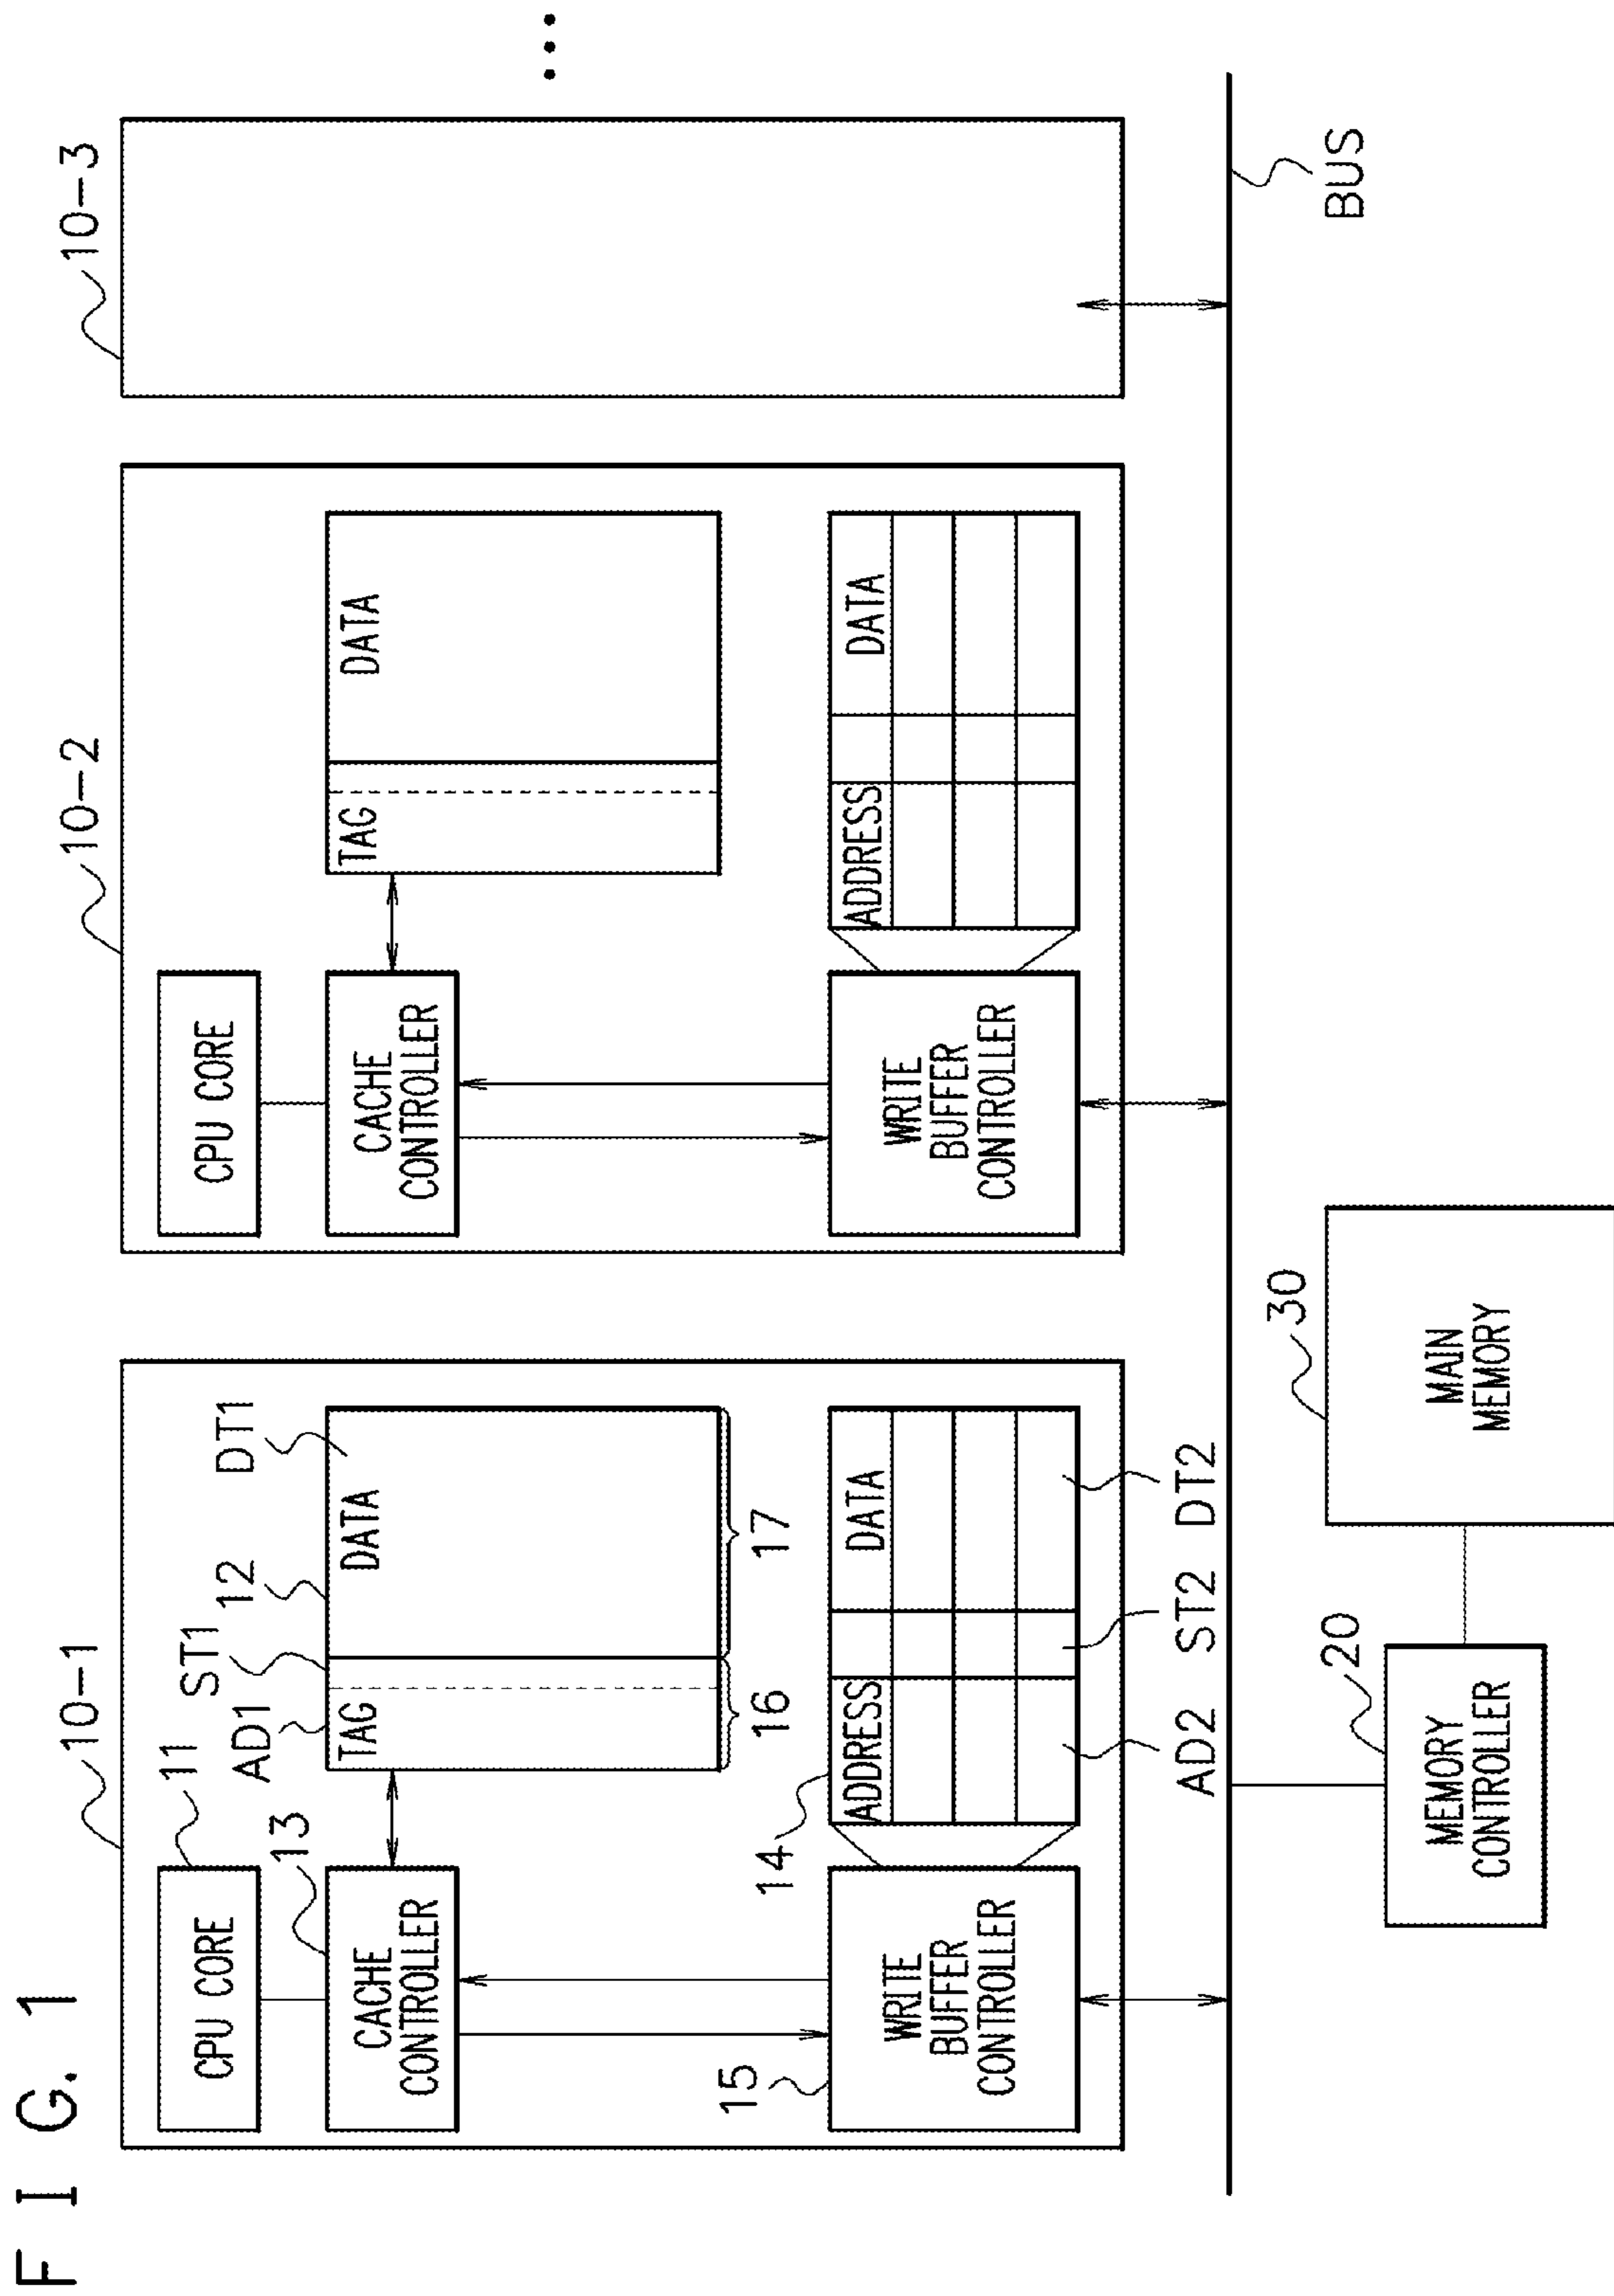 F I G. 1
10-1
10-2
10-3
...
11
CPU CORE
13
CACHE
CONTROLLER
AD1
ST1
12
DT1
TAG
DATA
16
17
15
WRITE
BUFFER
CONTROLLER
14
ADDRESS
DATA
AD2
ST2
DT2
CPU CORE
CACHE
CONTROLLER
TAG
DATA
WRITE
BUFFER
CONTROLLER
ADDRESS
DATA
BUS
20
MEMORY
CONTROLLER
30
MAIN
MEMORY